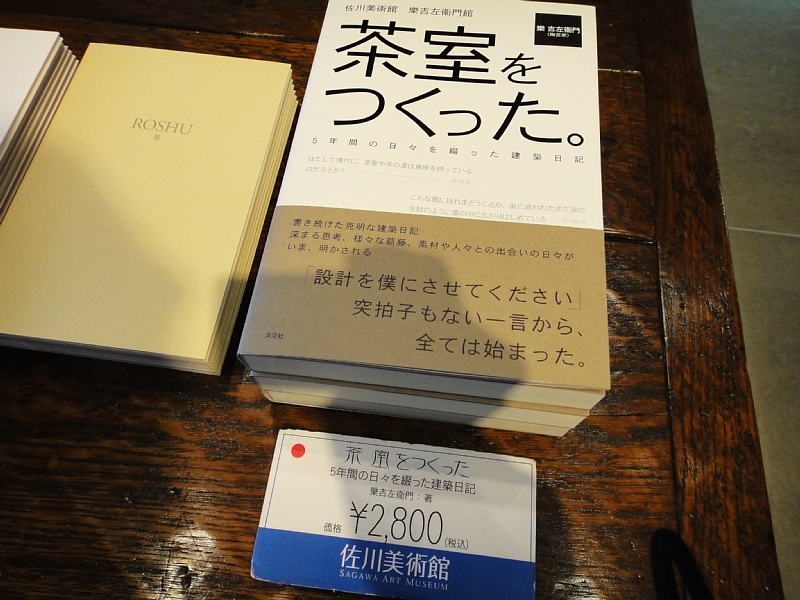 ROSHU
III
佐川美術館 樂吉左衞門館
樂 吉左衞門
(陶芸家)
茶室を
つくった。
5年間の日々を綴った建築日記
はたして現代に、茶室や茶の湯は意味を持っている
のだろうか?
こんな風に揺れまどうことが、風に追われたさざ波の
水紋のように僕の中に広がりはじめている
書き続けた克明な建築日記
深まる思考、様々な葛藤、素材や人々との出会いの日々が
いま、明かされる
「設計を僕にさせてください」
突拍子もない一言から、
全ては始まった。
淡交社
茶室をつくった
5年間の日々を綴った建築日記
樂吉左衞門:著
価格 ¥2,800 (税込)
佐川美術館
SAGAWA ART MUSEUM